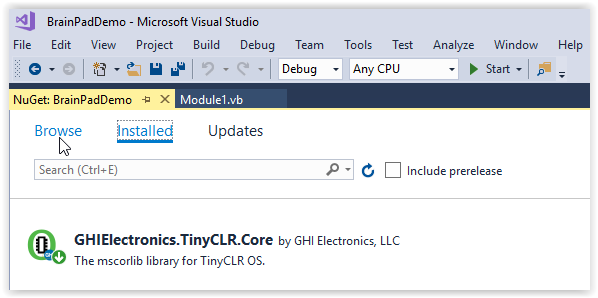 BrainPadDemo - Microsoft Visual Studio
File Edit View Project Build Debug Team Tools Test Analyze Window Help
Debug Any CPU Start
NuGet: BrainPadDemo Module1.vb
Browse Installed Updates
Search (Ctrl+E) Include prerelease
GHIElectronics.TinyCLR.Core by GHI Electronics, LLC
The mscorlib library for TinyCLR OS.